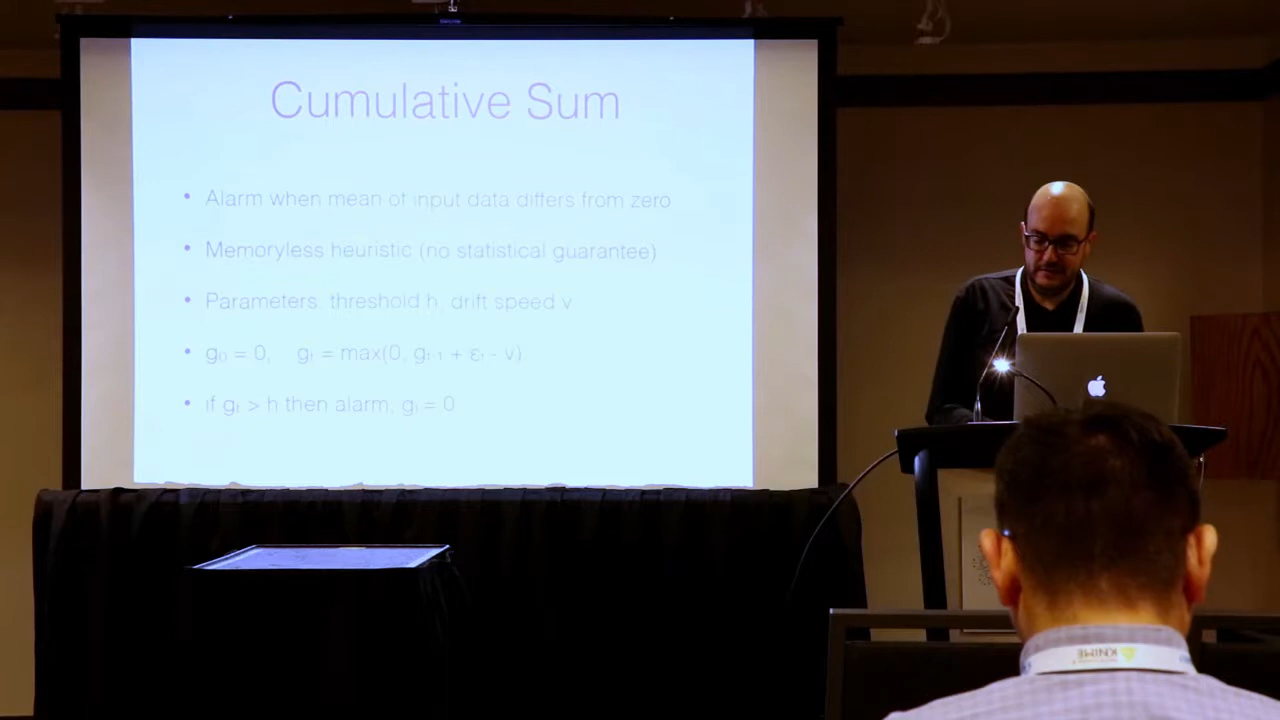 Cumulative Sum
• Alarm when mean of input data differs from zero
• Memoryless heuristic (no statistical guarantee)
• Parameters: threshold h, drift speed v
• g₀ = 0, gₜ = max(0, gₜ₋₁ + εₜ - v)
• if gₜ > h then alarm; gₜ = 0
KNIME